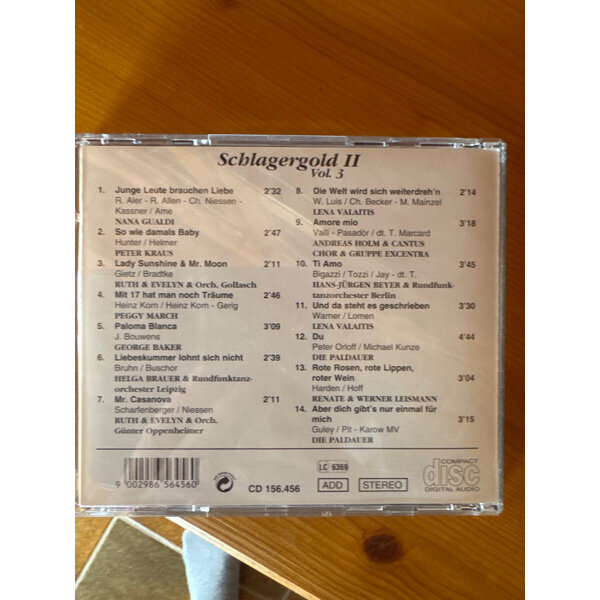 Schlagergold II
Vol. 3
1. Junge Leute brauchen Liebe 2'32
R. Aler - R. Allen - Ch. Niessen -
Kassner / Ame
NANA GUALDI
2. So wie damals Baby 2'47
Hunter / Helmer
PETER KRAUS
3. Lady Sunshine & Mr. Moon 2'11
Gietz / Bradtke
RUTH & EVELYN & Orch. Gollasch
4. Mit 17 hat man noch Träume 2'46
Heinz Korn / Heinz Korn - Gerig
PEGGY MARCH
5. Paloma Blanca 3'09
J. Bouwens
GEORGE BAKER
6. Liebeskummer lohnt sich nicht 2'39
Bruhn / Buschor
HELGA BRAUER & Rundfunktanz-
orchester Leipzig
7. Mr. Casanova 2'11
Scharfenberger / Niessen
RUTH & EVELYN & Orch.
Günter Oppenheimer
8. Die Welt wird sich weiterdreh'n 2'14
W. Luis / Ch. Becker - M. Mainzel
LENA VALAITIS
9. Amore mio 3'18
Valli - Pasadör / dt. T. Marcard
ANDREAS HOLM & CANTUS
CHOR & GRUPPE EXCENTRA
10. Ti Amo 3'45
Bigazzi / Tozzi / Jay - dt. T.
HANS-JÜRGEN BEYER & Rundfunk-
tanzorchester Berlin
11. Und da steht es geschrieben 3'30
Warner / Lomen
LENA VALAITIS
12. Du 4'44
Peter Orloff / Michael Kunze
DIE PALDAUER
13. Rote Rosen, rote Lippen,
roter Wein 3'04
Harden / Hoff
RENATE & WERNER LEISMANN
14. Aber dich gibt's nur einmal für
mich 3'15
Guley / Pit - Karow MV
DIE PALDAUER
9 002986 564560
CD 156.456
LC 6369
ADD
STEREO
COMPACT
disc
DIGITAL AUDIO